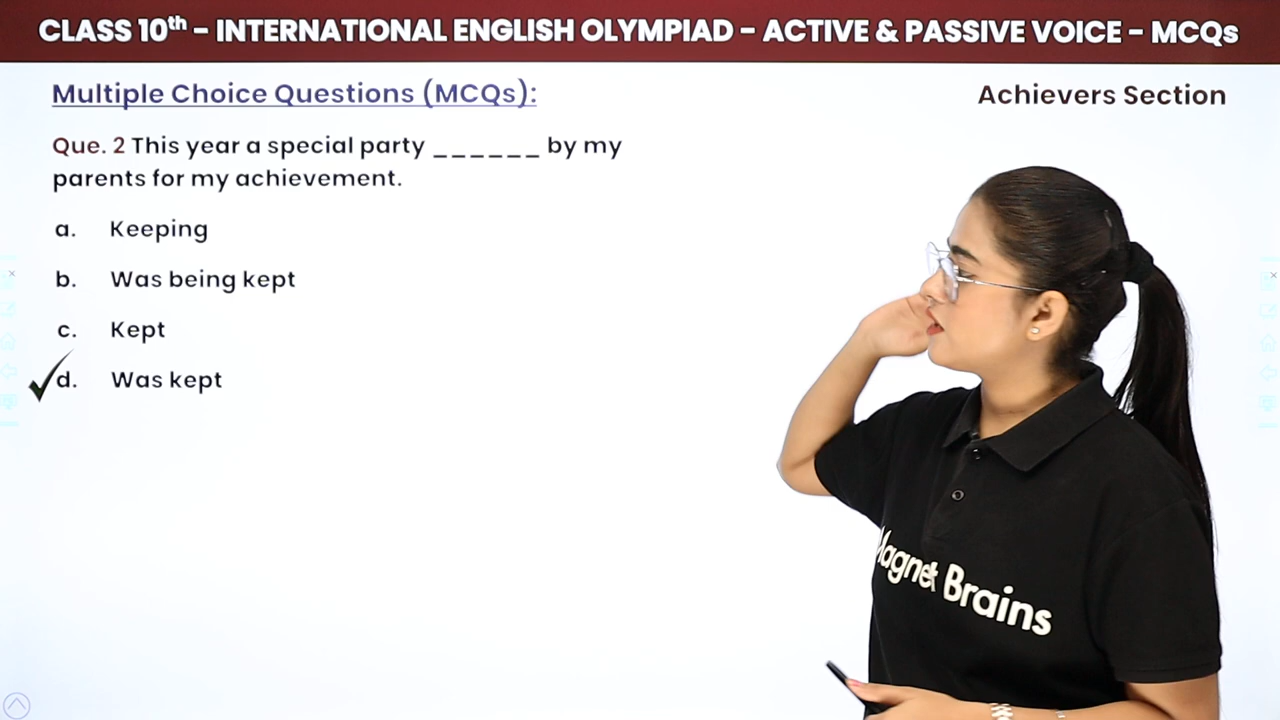 CLASS 10th – INTERNATIONAL ENGLISH OLYMPIAD – ACTIVE & PASSIVE VOICE – MCQs
Multiple Choice Questions (MCQs):
Achievers Section
Que. 2 This year a special party ______ by my
parents for my achievement.
a. Keeping
b. Was being kept
c. Kept
d. Was kept
Magnet Brains